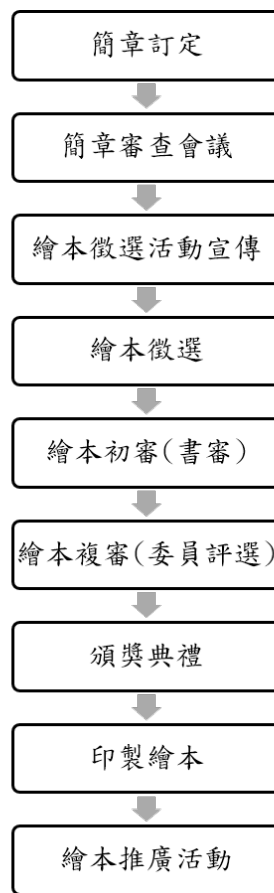 簡章訂定
簡章審查會議
繪本徵選活動宣傳
繪本徵選
繪本初審(書審)
繪本複審(委員評選)
頒獎典禮
印製繪本
繪本推廣活動